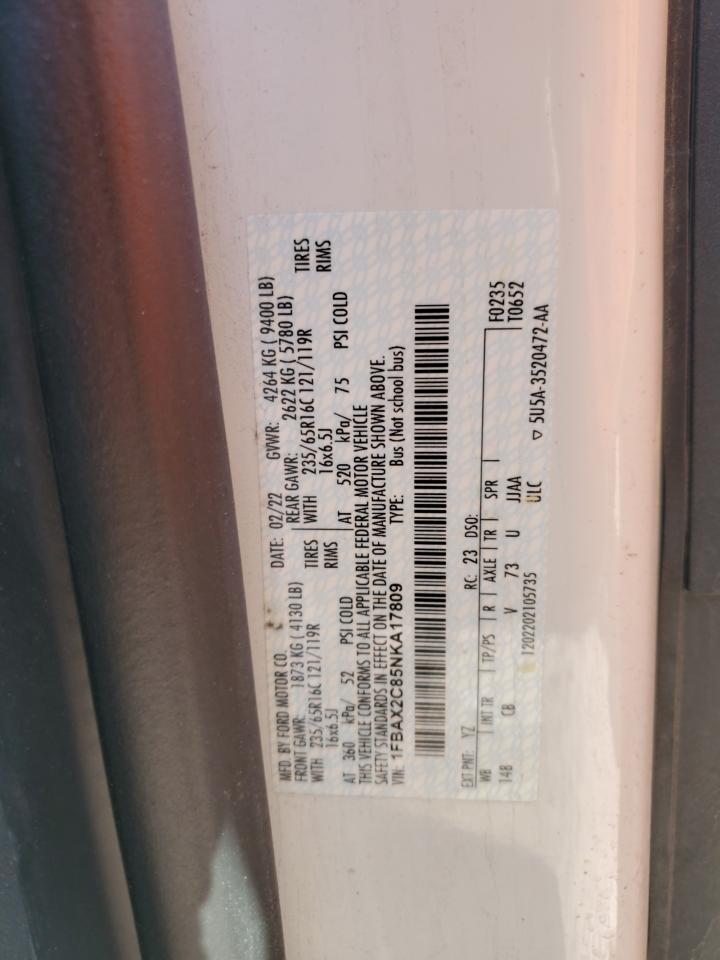 MFD. BY FORD MOTOR CO.
DATE: 02/22 GVWR: 4264 KG ( 9400 LB)
FRONT GAWR: 1873 KG ( 4130 LB)
REAR GAWR: 2622 KG ( 5780 LB)
WITH 235/65R16C 121/119R TIRES
WITH 235/65R16C 121/119R TIRES
16x6.5J RIMS
16x6.5J RIMS
AT 360 kPa/ 52 PSI COLD
AT 520 kPa/ 75 PSI COLD
THIS VEHICLE CONFORMS TO ALL APPLICABLE FEDERAL MOTOR VEHICLE
SAFETY STANDARDS IN EFFECT ON THE DATE OF MANUFACTURE SHOWN ABOVE.
VIN: 1FBAX2C85NKA17809 TYPE: Bus (Not school bus)
EXT PNT: YZ RC: 23 DSO:
WB INT TR TP/PS R AXLE TR SPR F0235
148 CB V 73 U JJAA T0652
1202202105735 ULC
▽ 5U5A-3520472-AA